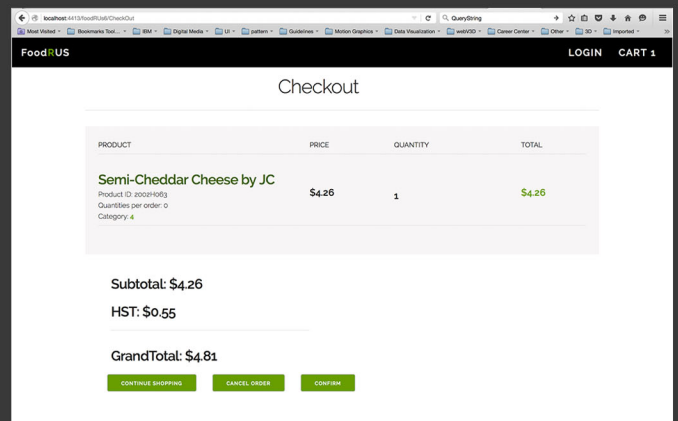 localhost:4413/foodRUs6/CheckOut
QueryString
Most Visited
Bookmarks Tool...
IBM
Digital Media
UI
pattern
Guidelines
Motion Graphics
Data Visualization
webVOD
Career Center
Other
3D
Imported
FoodRUS
LOGIN CART 1
Checkout
PRODUCT PRICE QUANTITY TOTAL
Semi-Cheddar Cheese by JC
Product ID: 2002H063
$4.26 1 $4.26
Quantities per order: 0
Category: 4
Subtotal: $4.26
HST: $0.55
GrandTotal: $4.81
CONTINUE SHOPPING CANCEL ORDER CONFIRM